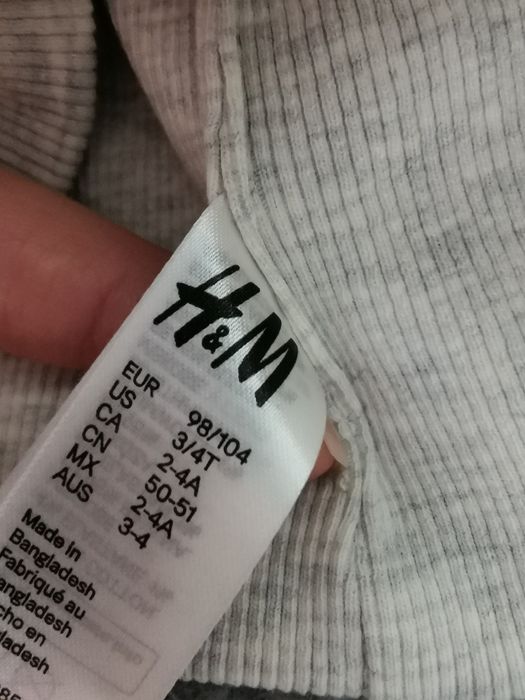 H&M
EUR 98/104
US 3/4T
CA 2-4A
CN 50-51
MX 2-4A
AUS 3-4
Made in
Bangladesh
Fabriqué au
angladesh
cho en
ladesh